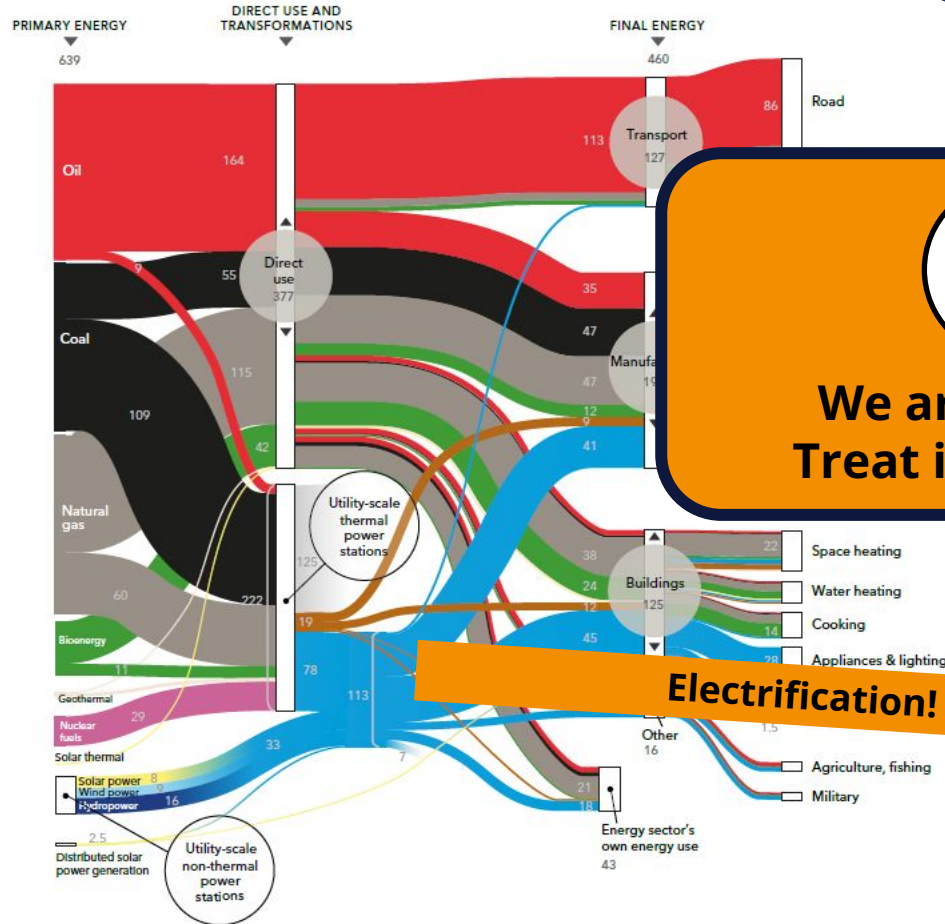 PRIMARY ENERGY
639
DIRECT USE AND
TRANSFORMATIONS
FINAL ENERGY
460
Oil
164
9
Coal
55
109
115
Natural
gas
60
42
Bioenergy
11
Geothermal
Nuclear
fuels
29
Solar thermal
Solar power 8
Wind power 9
Hydropower 16
33
2.5
Distributed solar
power generation
Utility-scale
non-thermal
power
stations
Direct
use
377
222
125
Utility-scale
thermal
power
stations
19
78
113
7
113
Transport
127
86
Road
35
47
47
12
9
41
38
24
12
45
Buildings
125
22
Space heating
Water heating
14
Cooking
28
Appliances & lighting
Electrification!
1.5
Other
16
Agriculture, fishing
Military
21
18
Energy sector's
own energy use
43
We
Treat